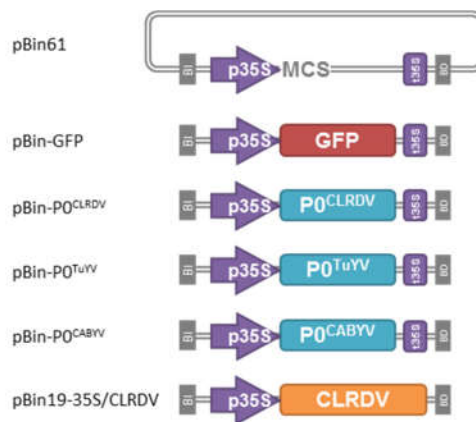 pBin61 BI p35S MCS t35S BD
pBin-GFP BI p35S GFP t35S BD
pBin-P0CLRDV BI p35S P0CLRDV t35S BD
pBin-P0TuYV BI p35S P0TuYV t35S BD
pBin-P0CABYV BI p35S P0CABYV t35S BD
pBin19-35S/CLRDV BI p35S CLRDV BD